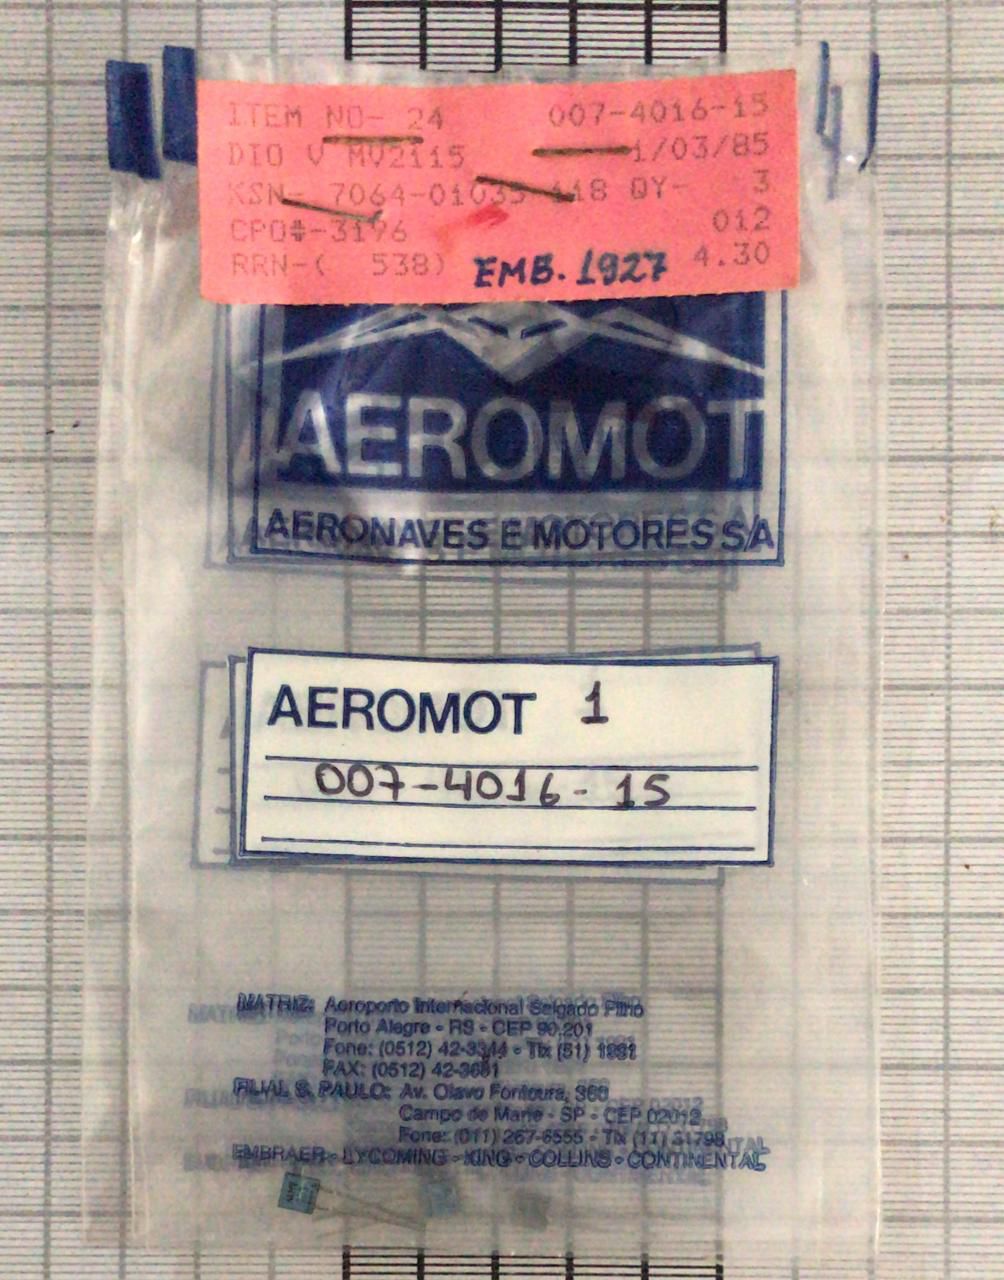 ITEM NO- 24 007-4016-15
DIO V MV2115 1/03/85
KSN- 7064-01035 118 QY- 3
CPO#-3196 012
RRN-( 538) EMB. 1927 4.30
AEROMOT
AERONAVES E MOTORES S/A
AEROMOT 1
007-4016-15
MATRIZ: Aeroporto Internacional Salgado Filho
Porto Alegre - RS - CEP 90.201
Fone: (0512) 42-3344 - Tlx (51)
FAX: (0512) 42-3681
FILIAL S. PAULO: Av. Olavo Fontoura,
Campo de Marte - SP - CEP 02012
Fone: (011) 267-6555 - Tlx (11) 31798
EMBRAER - LYCOMING - KING - COLLINS - CONTINENTAL